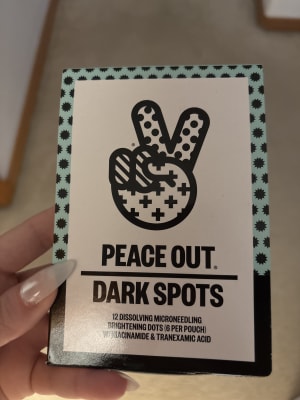 PEACE OUT®
DARK SPOTS
12 DISSOLVING MICRONEEDLING
BRIGHTENING DOTS (6 PER POUCH)
W/NIACINAMIDE & TRANEXAMIC ACID